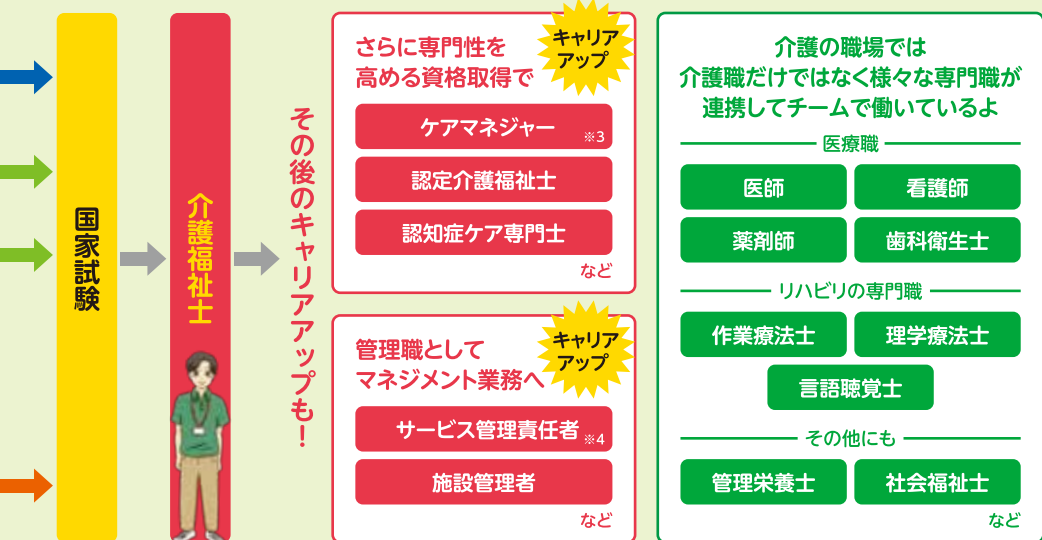 国家試験
介護福祉士
その後のキャリアアップも！
さらに専門性を
高める資格取得で
キャリア
アップ
ケアマネジャー ※3
認定介護福祉士
認知症ケア専門士
など
管理職として
マネジメント業務へ
キャリア
アップ
サービス管理責任者 ※4
施設管理者
など
介護の職場では
介護職だけではなく様々な専門職が
連携してチームで働いているよ
医療職
医師 看護師
薬剤師 歯科衛生士
リハビリの専門職
作業療法士 理学療法士
言語聴覚士
その他にも
管理栄養士 社会福祉士
など